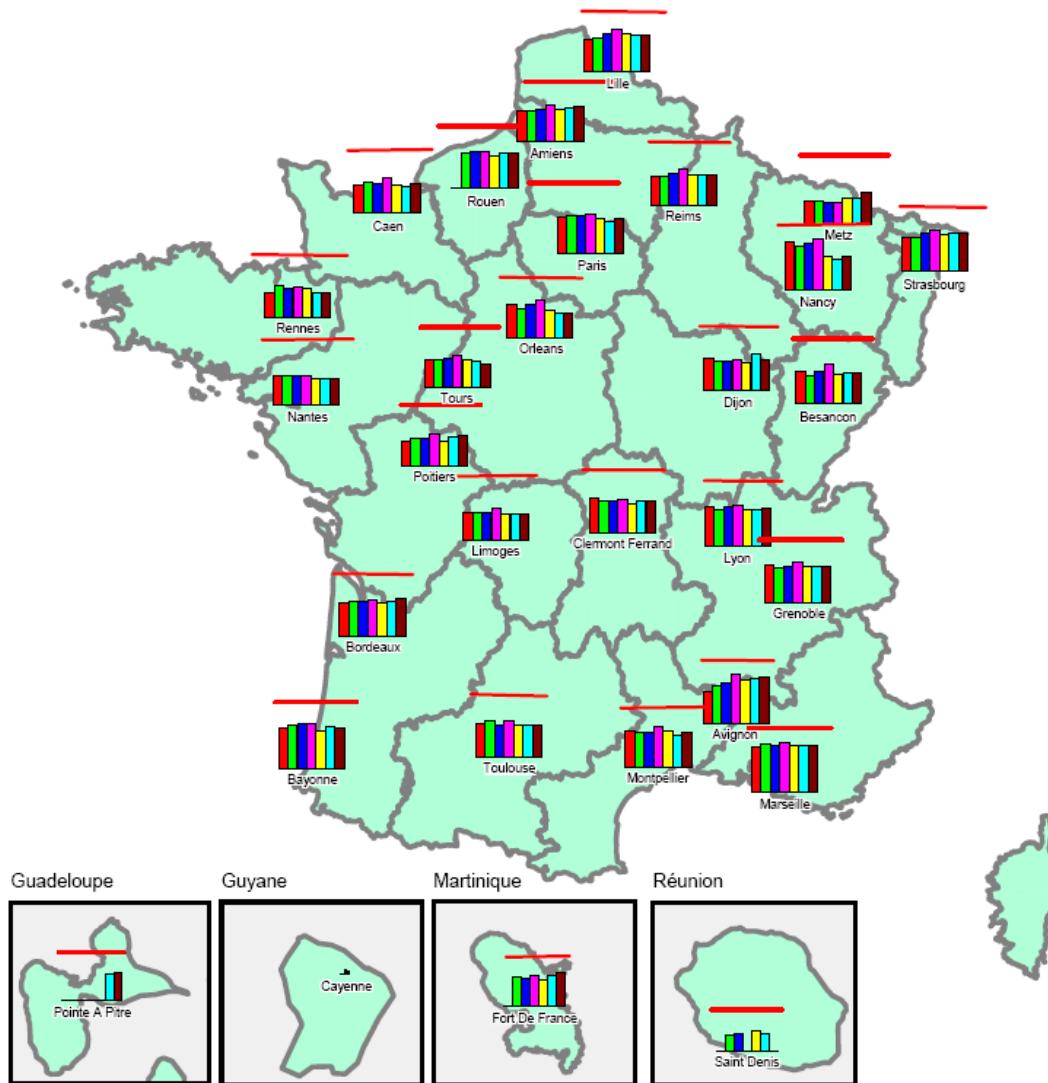 Lille
Amiens
Rouen
Caen
Reims
Metz
Strasbourg
Paris
Nancy
Rennes
Orleans
Tours
Dijon
Besancon
Nantes
Poitiers
Limoges
Clermont Ferrand
Lyon
Grenoble
Bordeaux
Avignon
Toulouse
Montpellier
Bayonne
Marseille
Guadeloupe
Guyane
Martinique
Réunion
Pointe A Pitre
Cayenne
Fort De France
Saint Denis